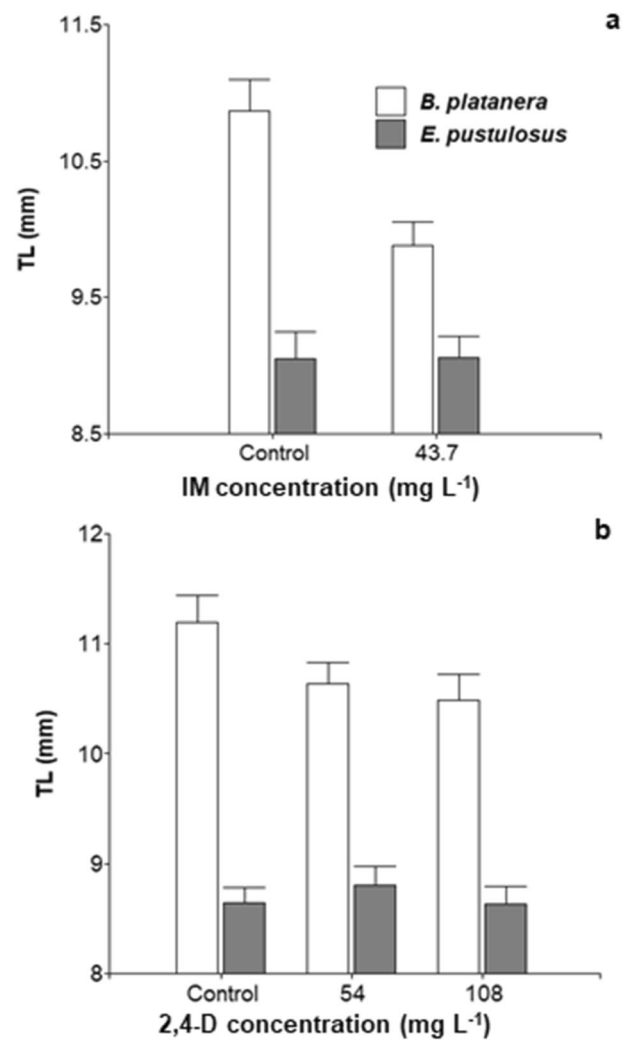 a
11.5
B. platanera
E. pustulosus
10.5
TL (mm)
9.5
8.5
Control 43.7
IM concentration (mg L⁻¹)
b
12
11
TL (mm)
10
9
8
Control 54 108
2,4-D concentration (mg L⁻¹)